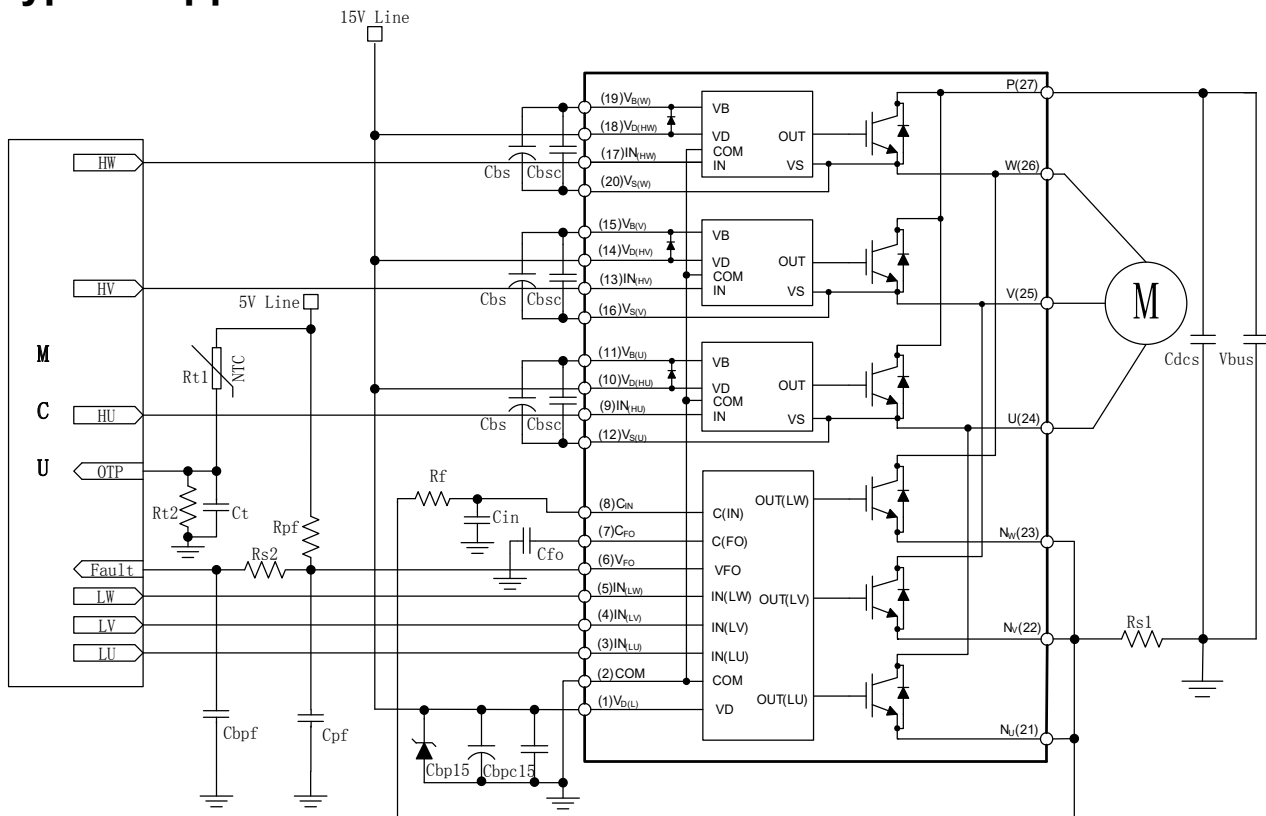 15V Line
P(27)
(19)VB(W)
VB
(18)VD(HW)
VD
OUT
COM
HW
(17)IN(HW)
IN
VS
W(26)
Cbs
Cbsc
(20)VS(W)
(15)VB(V)
VB
(14)VD(HV)
VD
OUT
COM
HV
(13)IN(HV)
IN
VS
V(25)
5V Line
Cbs
Cbsc
(16)VS(V)
M
M
Rt1
NTC
(11)VB(U)
VB
Cdcs
Vbus
(10)VD(HU)
VD
OUT
COM
C
HU
(9)IN(HU)
IN
VS
U(24)
Cbs
Cbsc
(12)VS(U)
U
OTP
Rf
Rt2
Ct
Rpf
Cin
(8)CIN
C(IN)
OUT(LW)
(7)CFO
C(FO)
NW(23)
Cfo
Rs2
Fault
(6)VFO
VFO
LW
(5)IN(LW)
IN(LW)
OUT(LV)
LV
(4)IN(LV)
IN(LV)
NV(22)
Rs1
LU
(3)IN(LU)
IN(LU)
(2)COM
COM
OUT(LU)
(1)VD(L)
VD
Cbpf
Cpf
NU(21)
Cbp15
Cbpc15